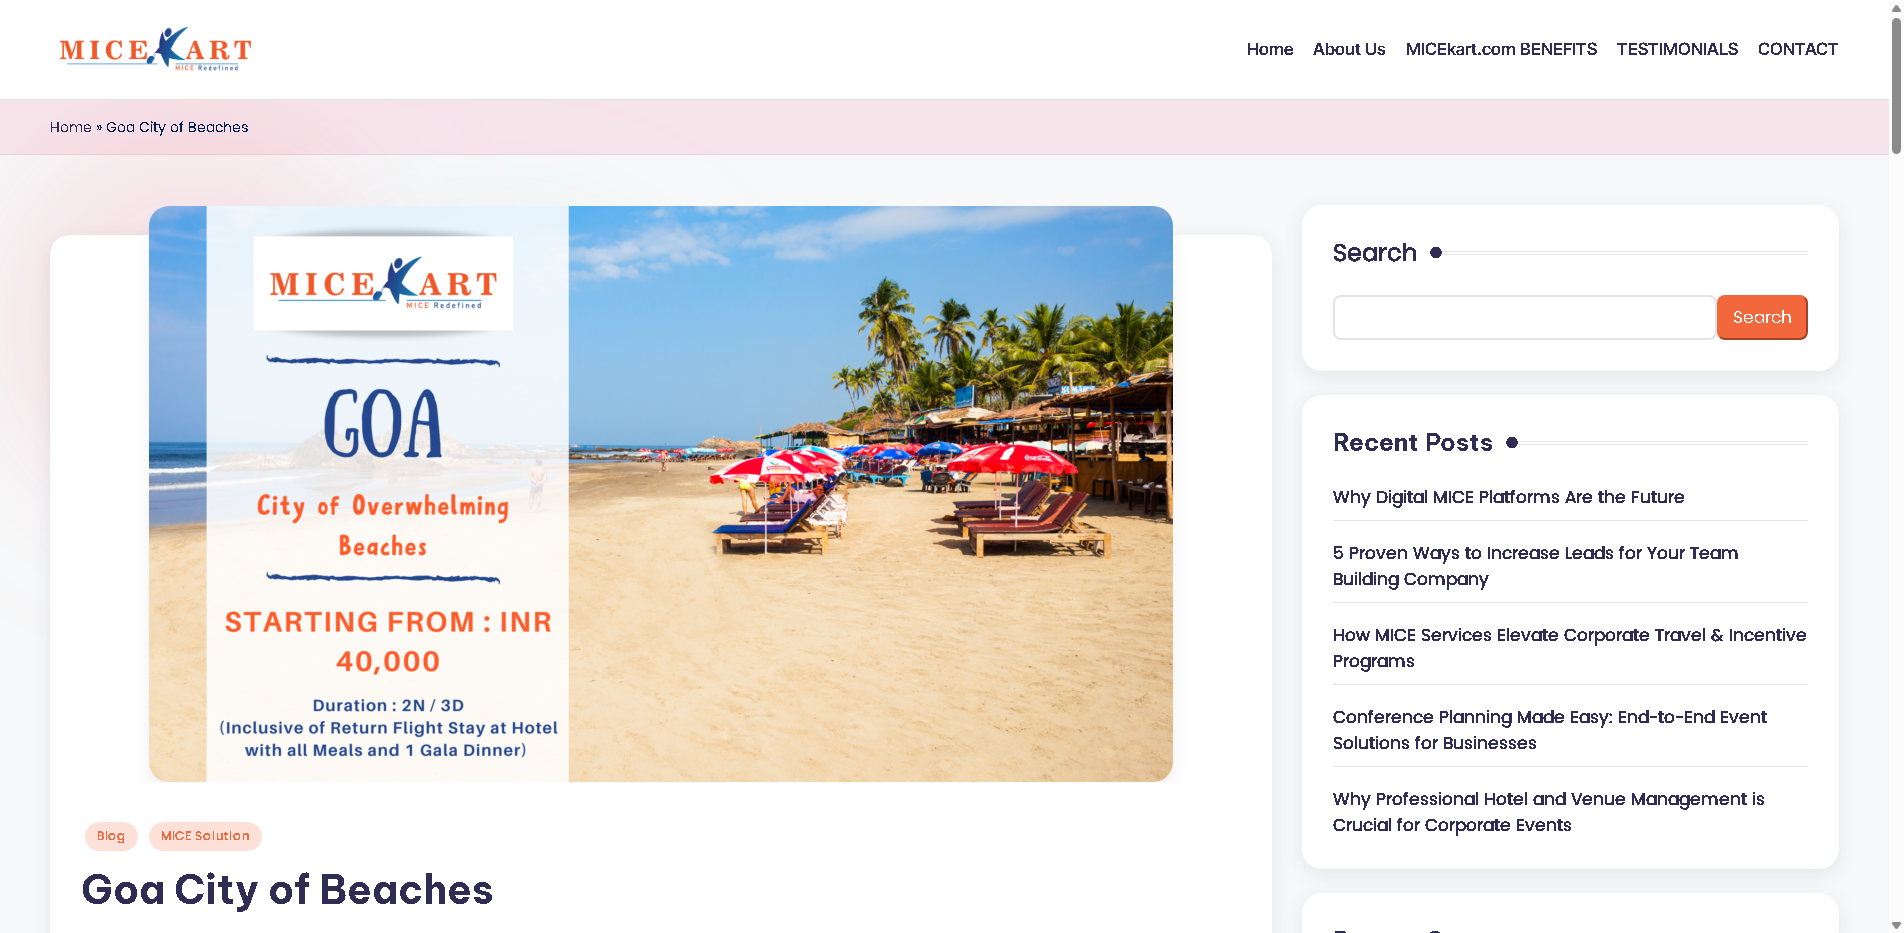 MICEKART
MICE Redefined
Home
About Us
MICEkart.com BENEFITS
TESTIMONIALS
CONTACT
Home » Goa City of Beaches
MICEKART
MICE Redefined
GOA
City of Overwhelming
Beaches
STARTING FROM : INR
40,000
Duration : 2N / 3D
(Inclusive of Return Flight Stay at Hotel
with all Meals and 1 Gala Dinner)
Blog
MICE Solution
Goa City of Beaches
Search
Search
Recent Posts
Why Digital MICE Platforms Are the Future
5 Proven Ways to Increase Leads for Your Team
Building Company
How MICE Services Elevate Corporate Travel & Incentive
Programs
Conference Planning Made Easy: End-to-End Event
Solutions for Businesses
Why Professional Hotel and Venue Management is
Crucial for Corporate Events